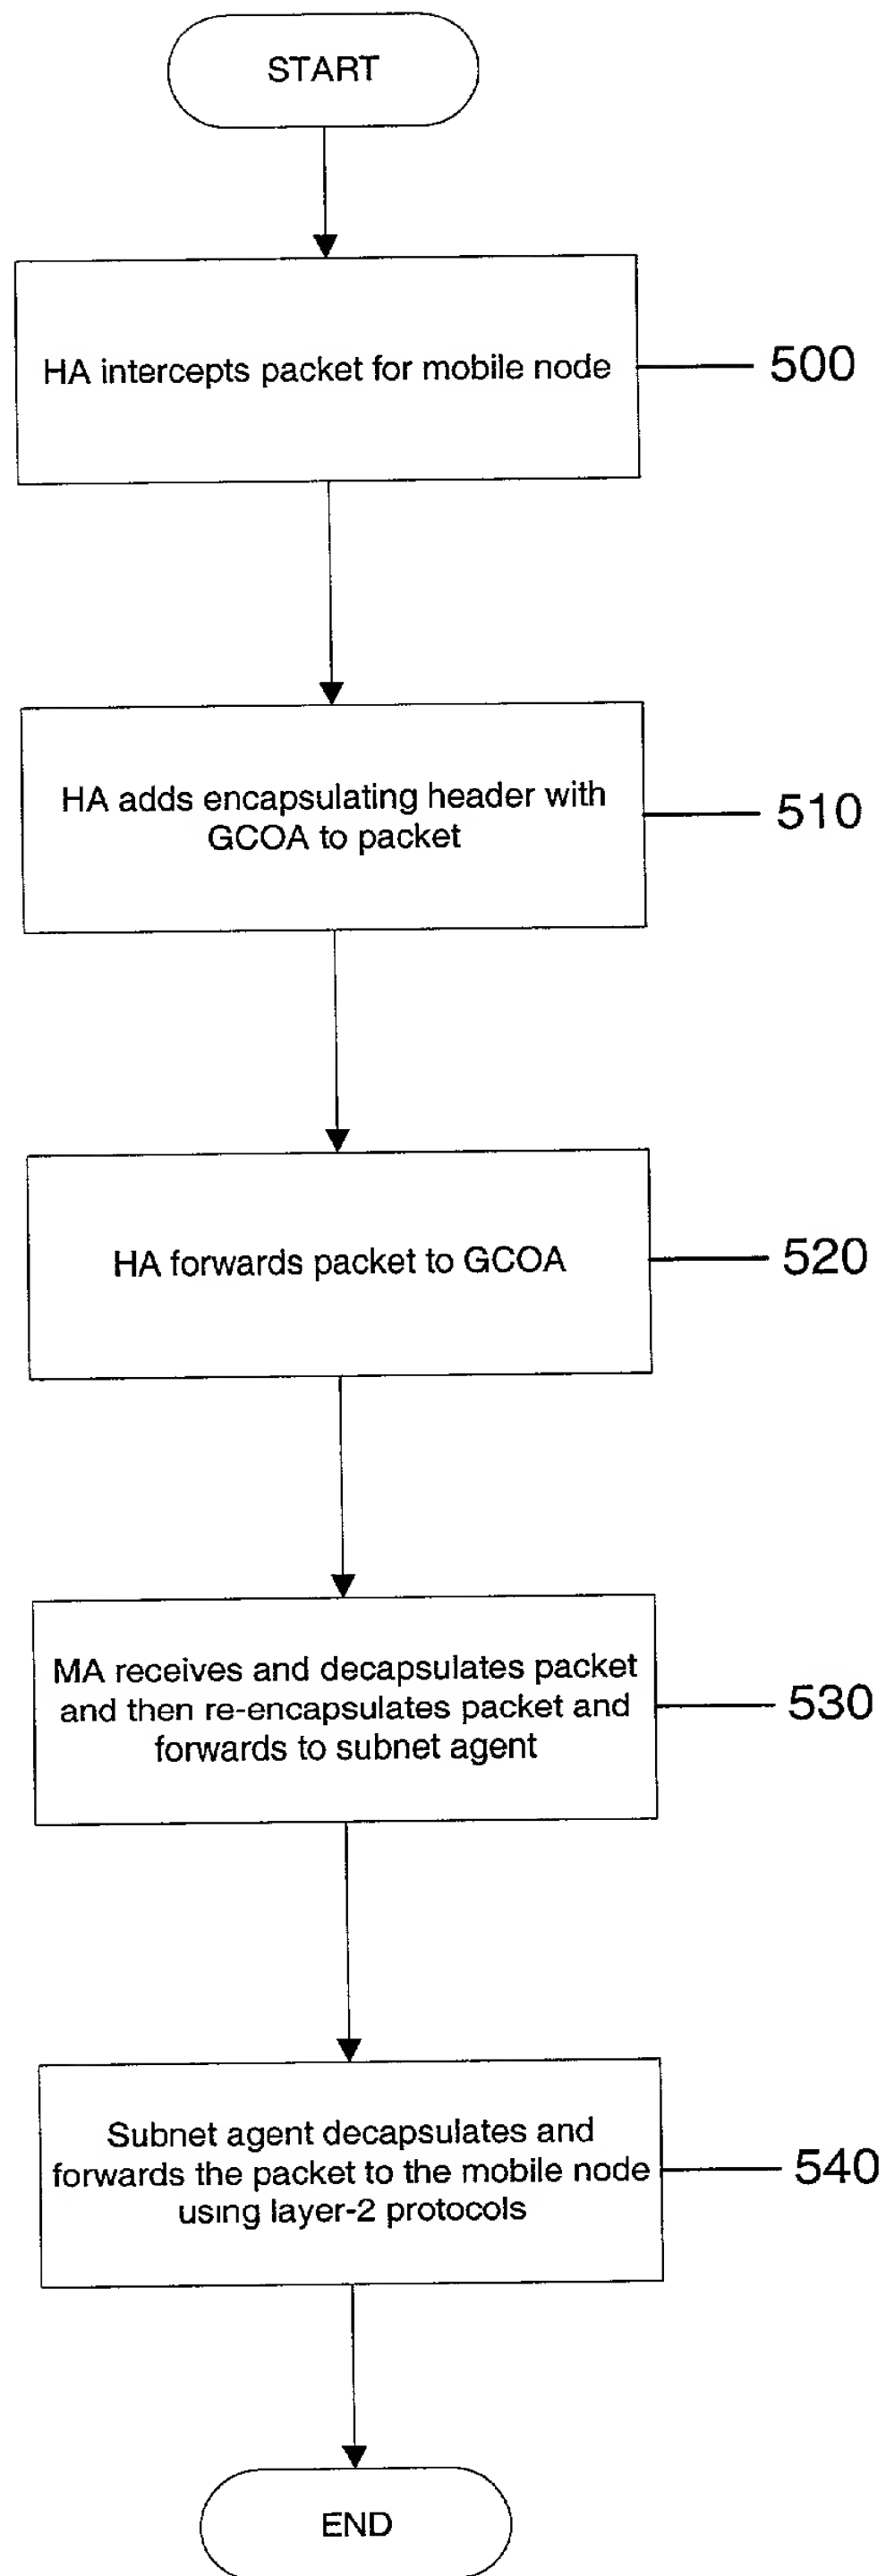 START
HA intercepts packet for mobile node
500
HA adds encapsulating header with
GCOA to packet
510
HA forwards packet to GCOA
520
MA receives and decapsulates packet
and then re-encapsulates packet and
forwards to subnet agent
530
Subnet agent decapsulates and
forwards the packet to the mobile node
using layer-2 protocols
540
END